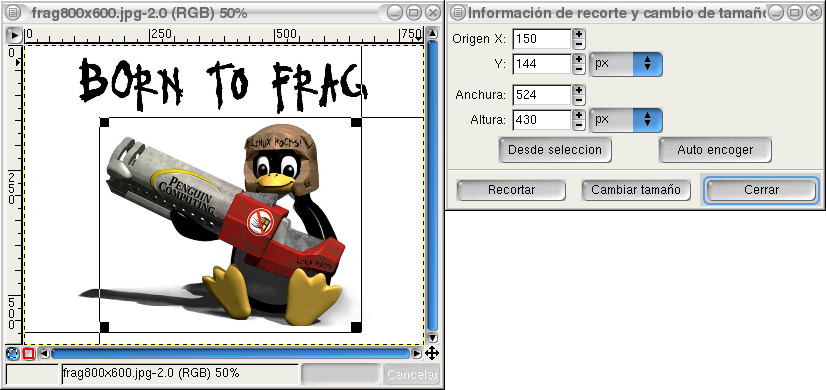 frag800x600.jpg-2.0 (RGB) 50%
0 250 500 750
0
250
500
BORN TO FRAG
LINUX ROCKS!
PENGUIN
COMPUTING
frag800x600.jpg-2.0 (RGB) 50%
Cancelar
Información de recorte y cambio de tamaño
Origen X: 150
Y: 144 px
Anchura: 524
Altura: 430 px
Desde seleccion Auto encoger
Recortar Cambiar tamaño Cerrar